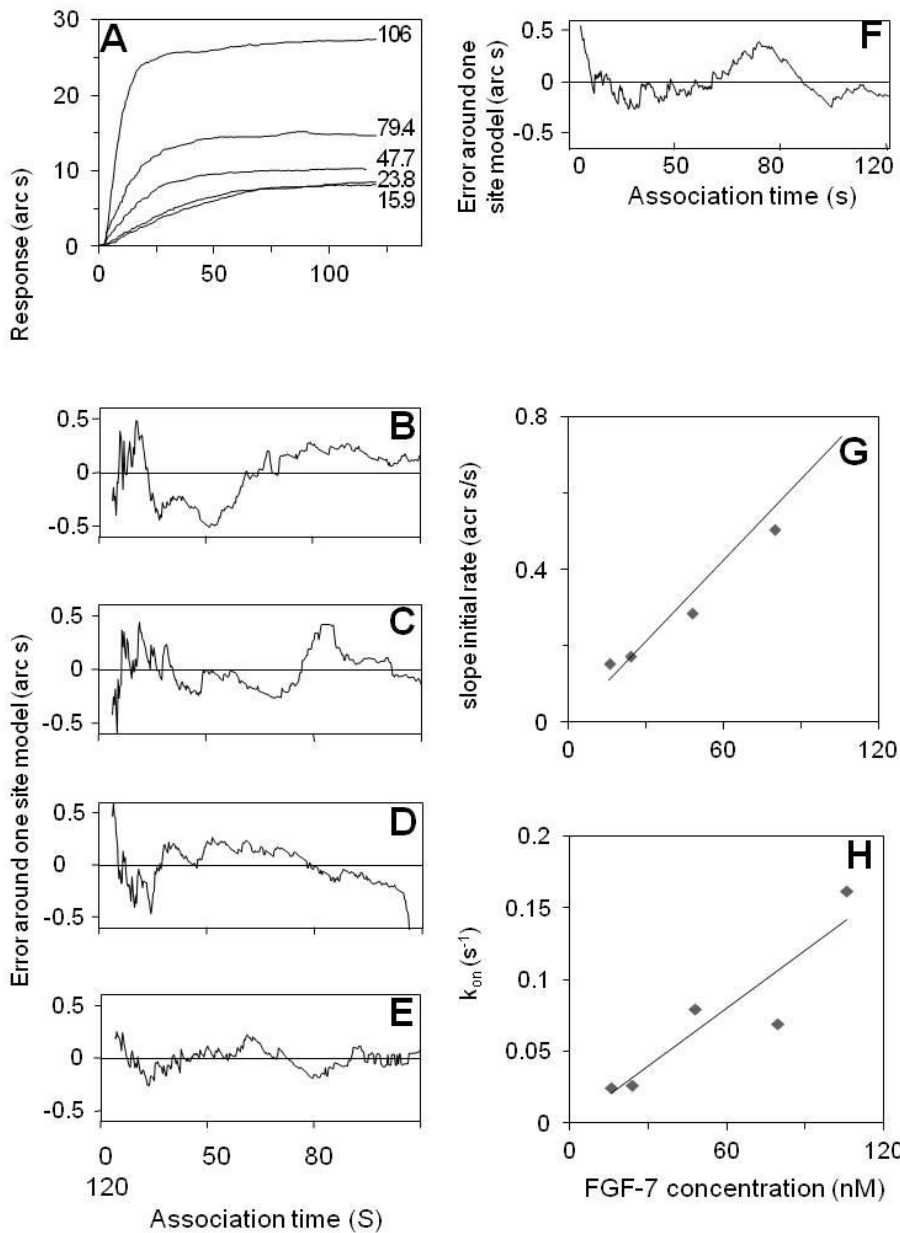 A
30
20
10
0
Response (arc s)
106
79.4
47.7
23.8
15.9
0
50
100
F
0.5
0
-0.5
Error around one
site model (arc s)
0
50
80
120
Association time (s)
B
0.5
0
-0.5
C
0.5
0
-0.5
D
0.5
0
-0.5
E
0.5
0
-0.5
Error around one site model (arc s)
0
50
80
120
Association time (S)
G
0.8
0.4
0
slope initial rate (acr s/s)
0
60
120
H
0.2
0.15
0.1
0.05
0
kon (s-1)
0
60
120
FGF-7 concentration (nM)